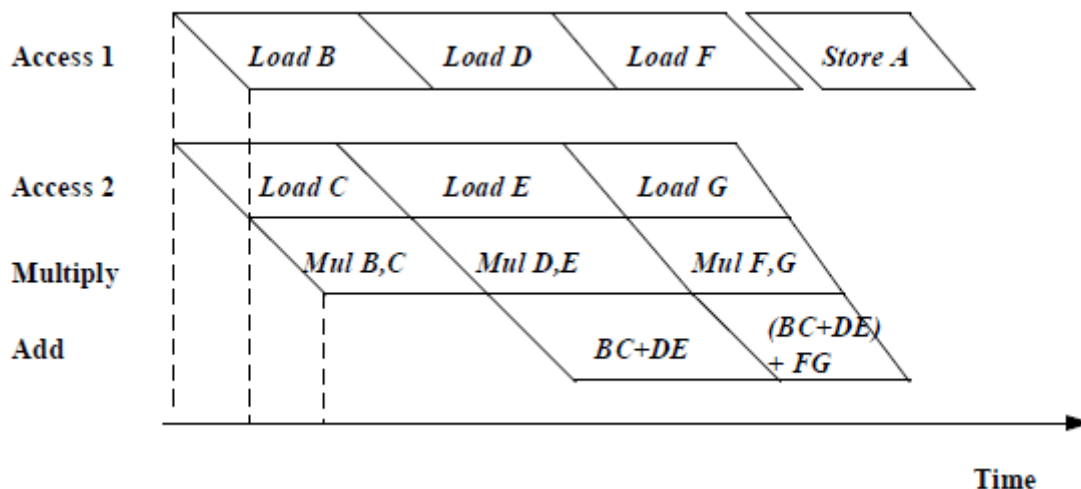 Access 1
Load B
Load D
Load F
Store A
Access 2
Load C
Load E
Load G
Multiply
Mul B,C
Mul D,E
Mul F,G
Add
BC+DE
(BC+DE)
+ FG
Time